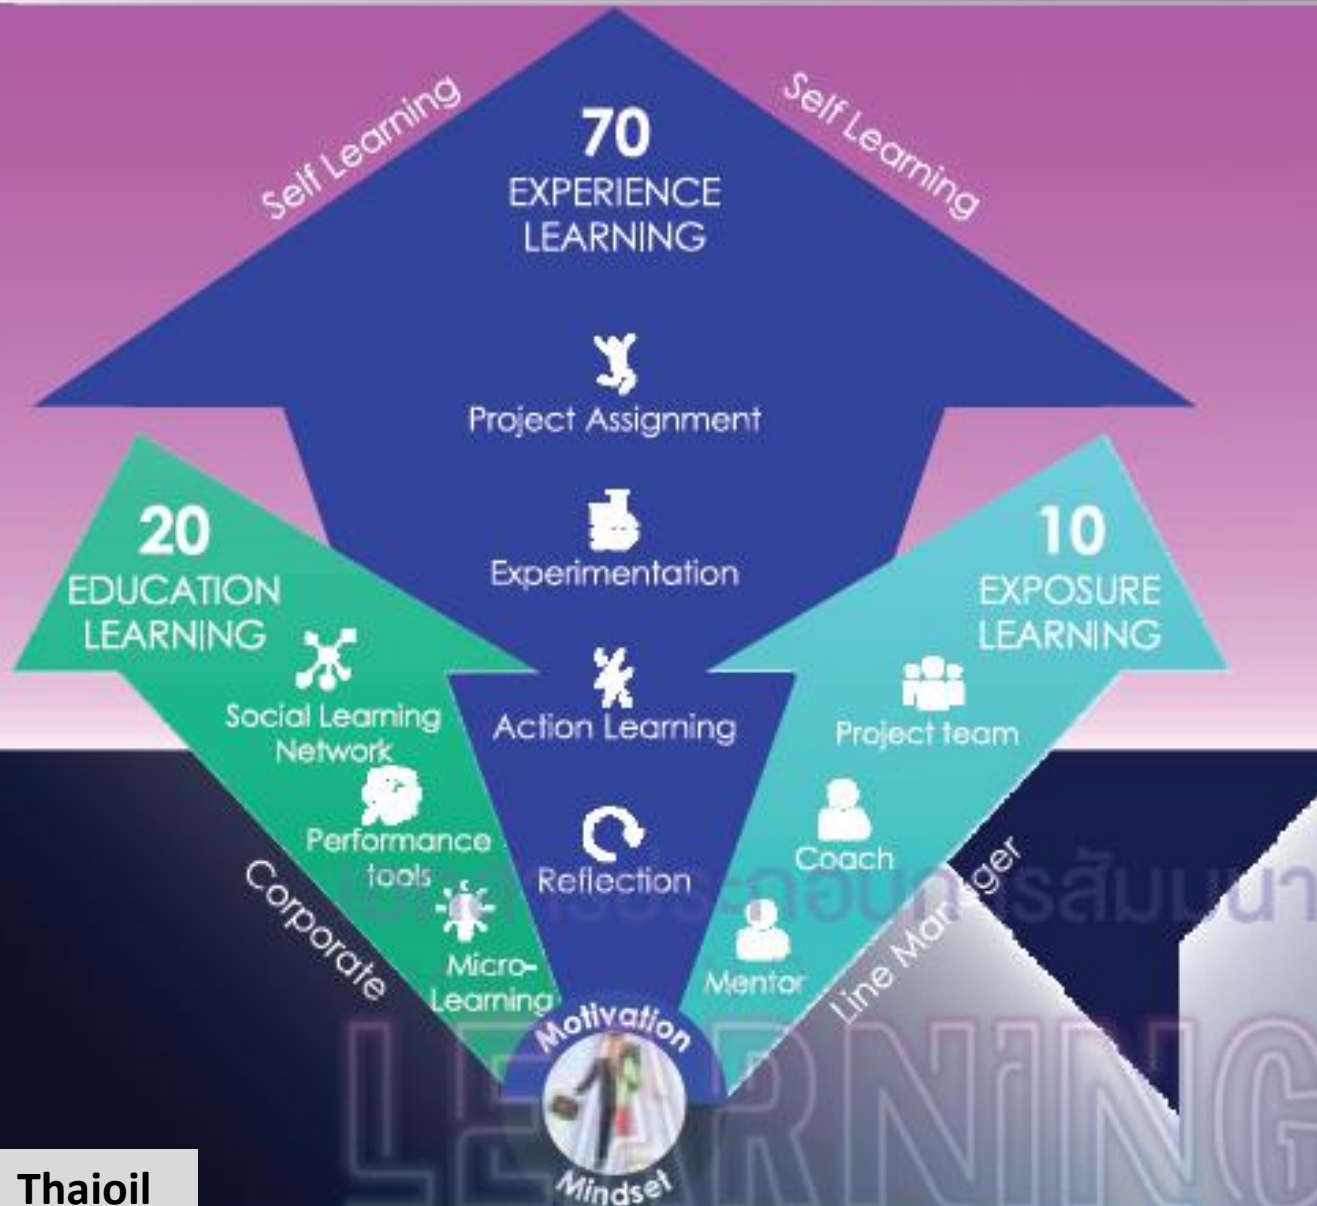 Self Learning
Self Learning
70
EXPERIENCE
LEARNING
Project Assignment
Experimentation
Action Learning
Reflection
20
EDUCATION
LEARNING
Social Learning
Network
Performance
tools
Micro-
Learning
Corporate
10
EXPOSURE
LEARNING
Project team
Coach
Mentor
Line Manager
Motivation
Mindset
LEARNING
Thaioil